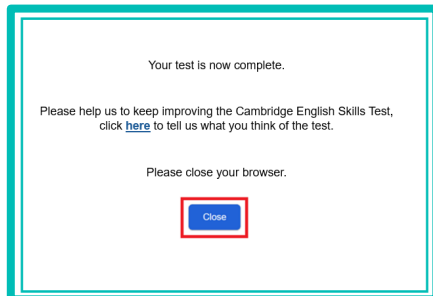 Your test is now complete.
Please help us to keep improving the Cambridge English Skills Test,
click here to tell us what you think of the test.
Please close your browser.
Close